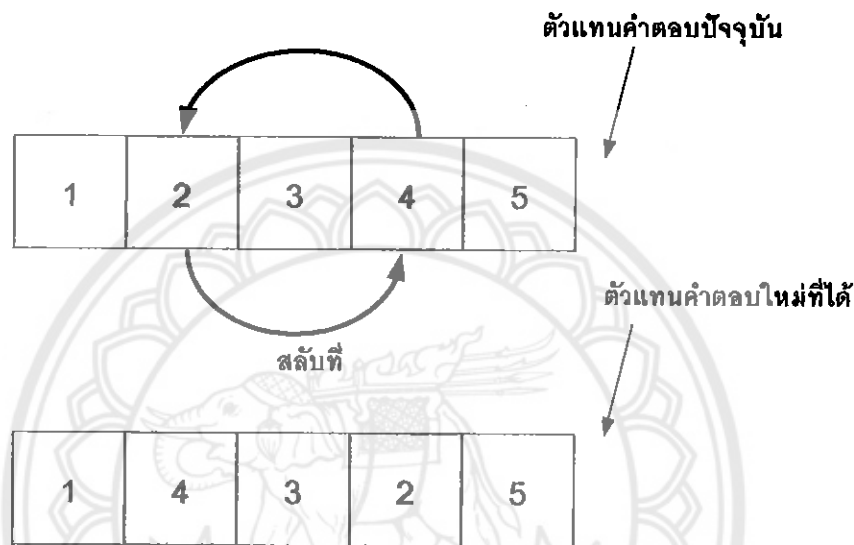 ตัวแทนคำตอบปัจจุบัน
1 2 3 4 5
ตัวแทนคำตอบใหม่ที่ได้
สลับที่
1 4 3 2 5